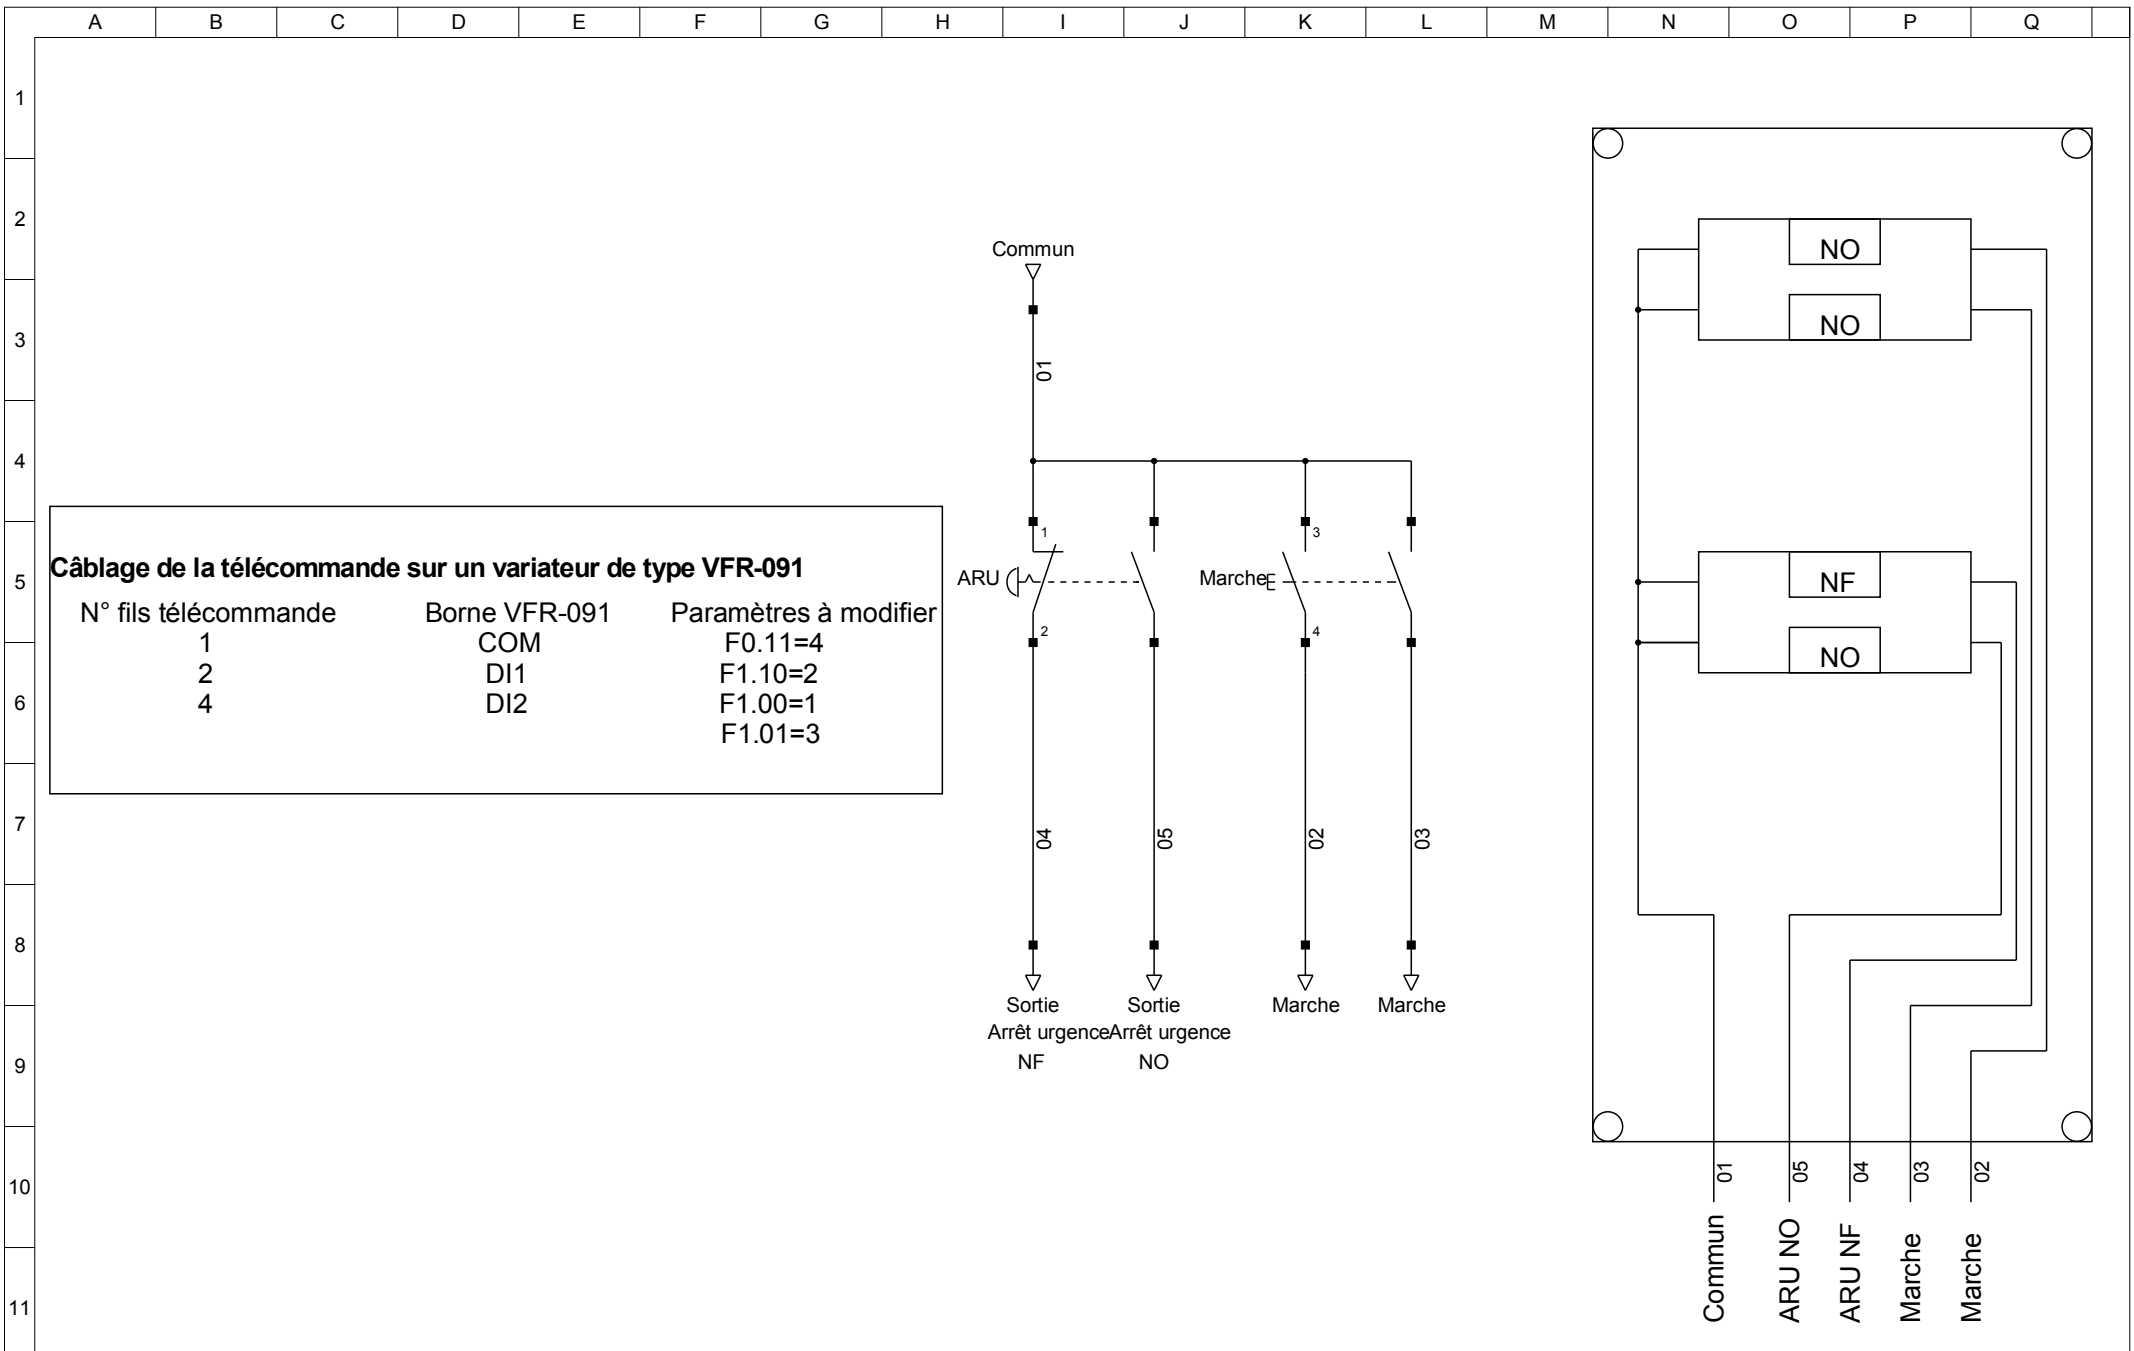 A B C D E F G H I J K L M N O P Q
1
2
3
4
5
6
7
8
9
10
11
Câblage de la télécommande sur un variateur de type VFR-091
N° fils télécommande Borne VFR-091 Paramètres à modifier
1 COM F0.11=4
2 DI1 F1.10=2
4 DI2 F1.00=1
F1.01=3
Commun
01
1 3
ARU Marche
2 4
04 05 02 03
Sortie Sortie Marche Marche
Arrêt urgence Arrêt urgence
NF NO
NO
NO
NF
NO
01 05 04 03 02
Commun
ARU NO
ARU NF
Marche
Marche